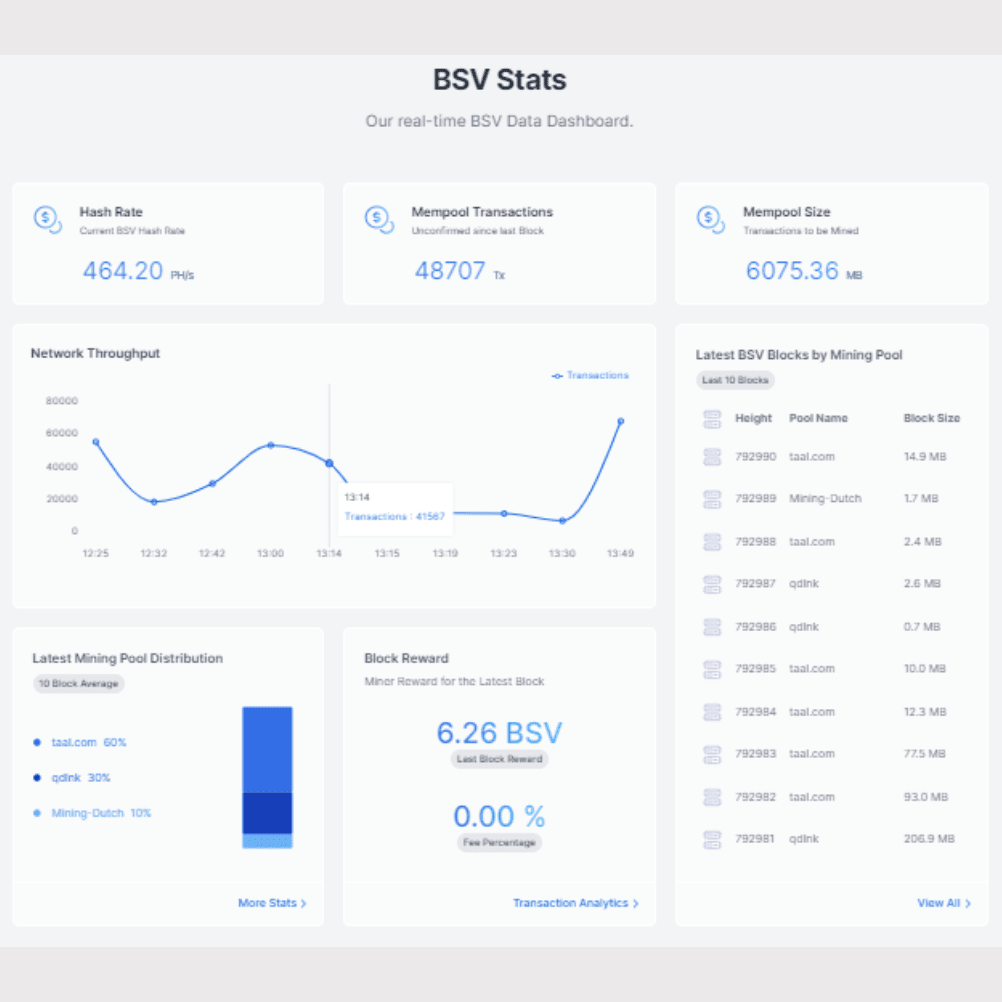 BSV Stats
Our real-time BSV Data Dashboard.
Hash Rate
Current BSV Hash Rate
464.20 PH/s
Mempool Transactions
Unconfirmed since last Block
48707 Tx
Mempool Size
Transactions to be Mined
6075.36 MB
Network Throughput
Transactions
80000
60000
40000
20000
0
13:14
Transactions : 41567
12:25 12:32 12:42 13:00 13:14 13:15 13:19 13:23 13:30 13:49
Latest BSV Blocks by Mining Pool
Last 10 Blocks
Height Pool Name Block Size
792990 taal.com 14.9 MB
792989 Mining-Dutch 1.7 MB
792988 taal.com 2.4 MB
792987 qdlnk 2.6 MB
792986 qdlnk 0.7 MB
792985 taal.com 10.0 MB
792984 taal.com 12.3 MB
792983 taal.com 77.5 MB
792982 taal.com 93.0 MB
792981 qdlnk 206.9 MB
View All >
Latest Mining Pool Distribution
10 Block Average
taal.com 60%
qdlnk 30%
Mining-Dutch 10%
More Stats >
Block Reward
Miner Reward for the Latest Block
6.26 BSV
Last Block Reward
0.00 %
Fee Percentage
Transaction Analytics >